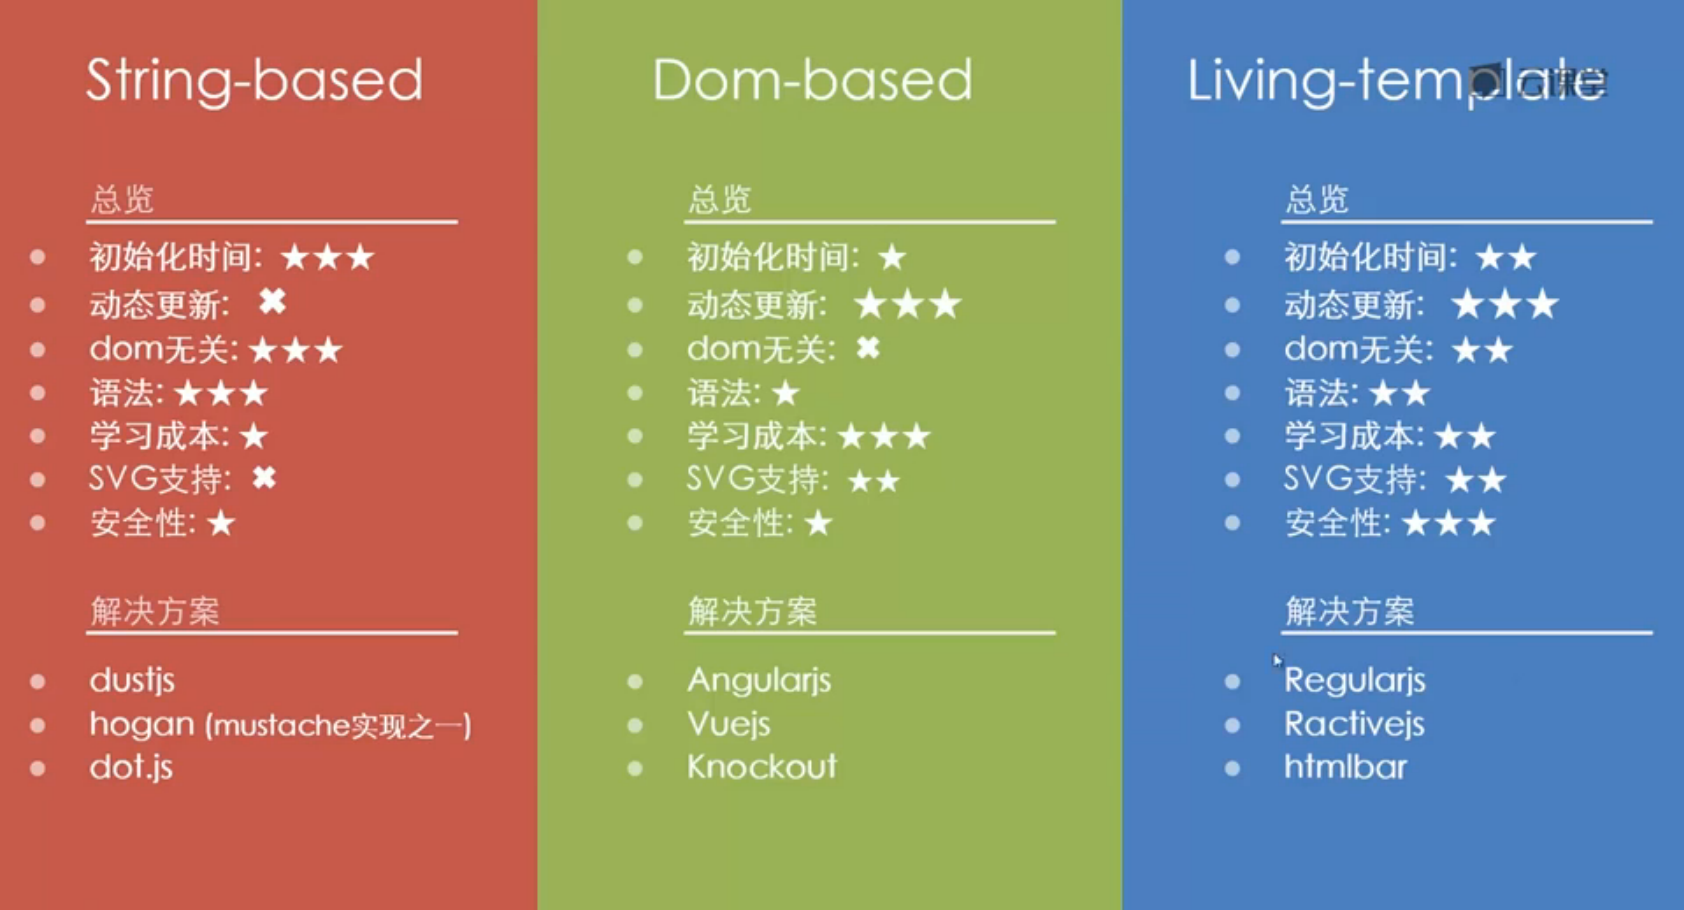 String-based
总览
初始化时间: ★★★
动态更新: ✖
dom无关: ★★★
语法: ★★★
学习成本: ★
SVG支持: ✖
安全性: ★
解决方案
dustjs
hogan (mustache实现之一)
dot.js
Dom-based
总览
初始化时间: ★
动态更新: ★★★
dom无关: ✖
语法: ★
学习成本: ★★★
SVG支持: ★★
安全性: ★
解决方案
Angularjs
Vuejs
Knockout
Living-template
云课堂
总览
初始化时间: ★★
动态更新: ★★★
dom无关: ★★
语法: ★★
学习成本: ★★
SVG支持: ★★
安全性: ★★★
解决方案
Regularjs
Ractivejs
htmlbar